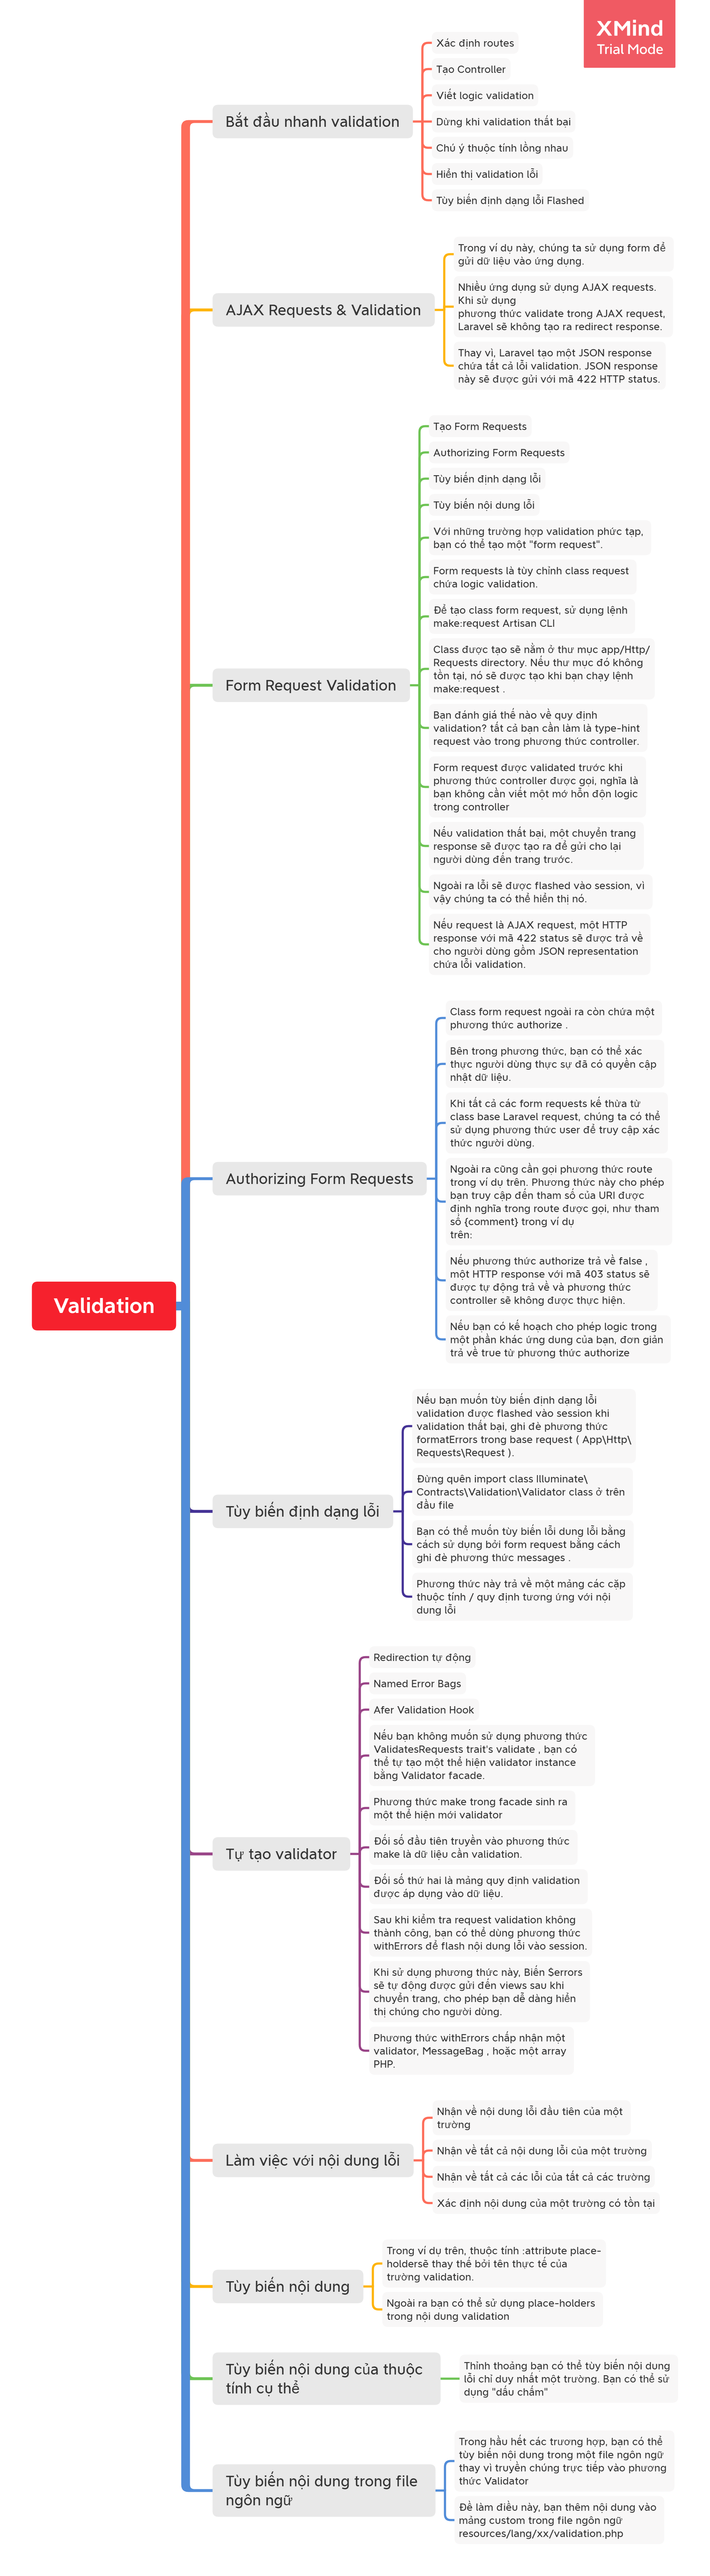 XMind
Trial Mode
Validation
Bắt đầu nhanh validation
Xác định routes
Tạo Controller
Viết logic validation
Dừng khi validation thất bại
Chú ý thuộc tính lồng nhau
Hiển thị validation lỗi
Tùy biến định dạng lỗi Flashed
AJAX Requests & Validation
Trong ví dụ này, chúng ta sử dụng form để
gửi dữ liệu vào ứng dụng.
Nhiều ứng dụng sử dụng AJAX requests.
Khi sử dụng
phương thức validate trong AJAX request,
Laravel sẽ không tạo ra redirect response.
Thay vì, Laravel tạo một JSON response
chứa tất cả lỗi validation. JSON response
này sẽ được gửi với mã 422 HTTP status.
Form Request Validation
Tạo Form Requests
Authorizing Form Requests
Tùy biến định dạng lỗi
Tùy biến nội dung lỗi
Với những trường hợp validation phức tạp,
bạn có thể tạo một "form request".
Form requests là tùy chỉnh class request
chứa logic validation.
Để tạo class form request, sử dụng lệnh
make:request Artisan CLI
Class được tạo sẽ nằm ở thư mục app/Http/
Requests directory. Nếu thư mục đó không
tồn tại, nó sẽ được tạo khi bạn chạy lệnh
make:request .
Bạn đánh giá thế nào về quy định
validation? tất cả bạn cần làm là type-hint
request vào trong phương thức controller.
Form request được validated trước khi
phương thức controller được gọi, nghĩa là
bạn không cần viết một mớ hỗn độn logic
trong controller
Nếu validation thất bại, một chuyển trang
response sẽ được tạo ra để gửi cho lại
người dùng đến trang trước.
Ngoài ra lỗi sẽ được flashed vào session, vì
vậy chúng ta có thể hiển thị nó.
Nếu request là AJAX request, một HTTP
response với mã 422 status sẽ được trả về
cho người dùng gồm JSON representation
chứa lỗi validation.
Authorizing Form Requests
Class form request ngoài ra còn chứa một
phương thức authorize .
Bên trong phương thức, bạn có thể xác
thực người dùng thực sự đã có quyền cập
nhật dữ liệu.
Khi tất cả các form requests kế thừa từ
class base Laravel request, chúng ta có thể
sử dụng phương thức user để truy cập xác
thức người dùng.
Ngoài ra cũng cần gọi phương thức route
trong ví dụ trên. Phương thức này cho phép
bạn truy cập đến tham số của URI được
định nghĩa trong route được gọi, như tham
số {comment} trong ví dụ
trên:
Nếu phương thức authorize trả về false ,
một HTTP response với mã 403 status sẽ
được tự động trả về và phương thức
controller sẽ không được thực hiện.
Nếu bạn có kế hoạch cho phép logic trong
một phần khác ứng dung của bạn, đơn giản
trả về true từ phương thức authorize
Tùy biến định dạng lỗi
Nếu bạn muốn tùy biến định dạng lỗi
validation được flashed vào session khi
validation thất bại, ghi đè phương thức
formatErrors trong base request ( App\Http\
Requests\Request ).
Đừng quên import class Illuminate\
Contracts\Validation\Validator class ở trên
đầu file
Bạn có thể muốn tùy biến lỗi dung lỗi bằng
cách sử dụng bới form request bằng cách
ghi đè phương thức messages .
Phương thức này trả về một mảng các cặp
thuộc tính / quy định tương ứng với nội
dung lỗi
Tự tạo validator
Redirection tự động
Named Error Bags
Afer Validation Hook
Nếu bạn không muốn sử dụng phương thức
ValidatesRequests trait's validate , bạn có
thể tự tạo một thể hiện validator instance
bằng Validator facade.
Phương thức make trong facade sinh ra
một thể hiện mới validator
Đối số đầu tiên truyền vào phương thức
make là dữ liệu cần validation.
Đối số thứ hai là mảng quy định validation
được áp dụng vào dữ liệu.
Sau khi kiểm tra request validation không
thành công, bạn có thể dùng phương thức
withErrors để flash nội dung lỗi vào session.
Khi sử dụng phương thức này, Biến $errors
sẽ tự động được gửi đến views sau khi
chuyển trang, cho phép bạn dễ dàng hiển
thị chúng cho người dùng.
Phương thức withErrors chấp nhận một
validator, MessageBag , hoặc một array
PHP.
Làm việc với nội dung lỗi
Nhận về nội dung lỗi đầu tiên của một
trường
Nhận về tất cả nội dung lỗi của một trường
Nhận về tất cả các lỗi của tất cả các trường
Xác định nội dung của một trường có tồn tại
Tùy biến nội dung
Trong ví dụ trên, thuộc tính :attribute place-
holdersẽ thay thế bởi tên thực tế của
trường validation.
Ngoài ra bạn có thể sử dụng place-holders
trong nội dung validation
Tùy biến nội dung của thuộc
tính cụ thể
Thỉnh thoảng bạn có thể tùy biến nội dung
lỗi chỉ duy nhất một trường. Bạn có thể sử
dụng "dấu chấm"
Tùy biến nội dung trong file
ngôn ngữ
Trong hầu hết các trương hợp, bạn có thể
tùy biến nội dung trong một file ngôn ngữ
thay vì truyền chúng trực tiếp vào phương
thức Validator
Để làm điều này, bạn thêm nội dung vào
mảng custom trong file ngôn ngữ
resources/lang/xx/validation.php